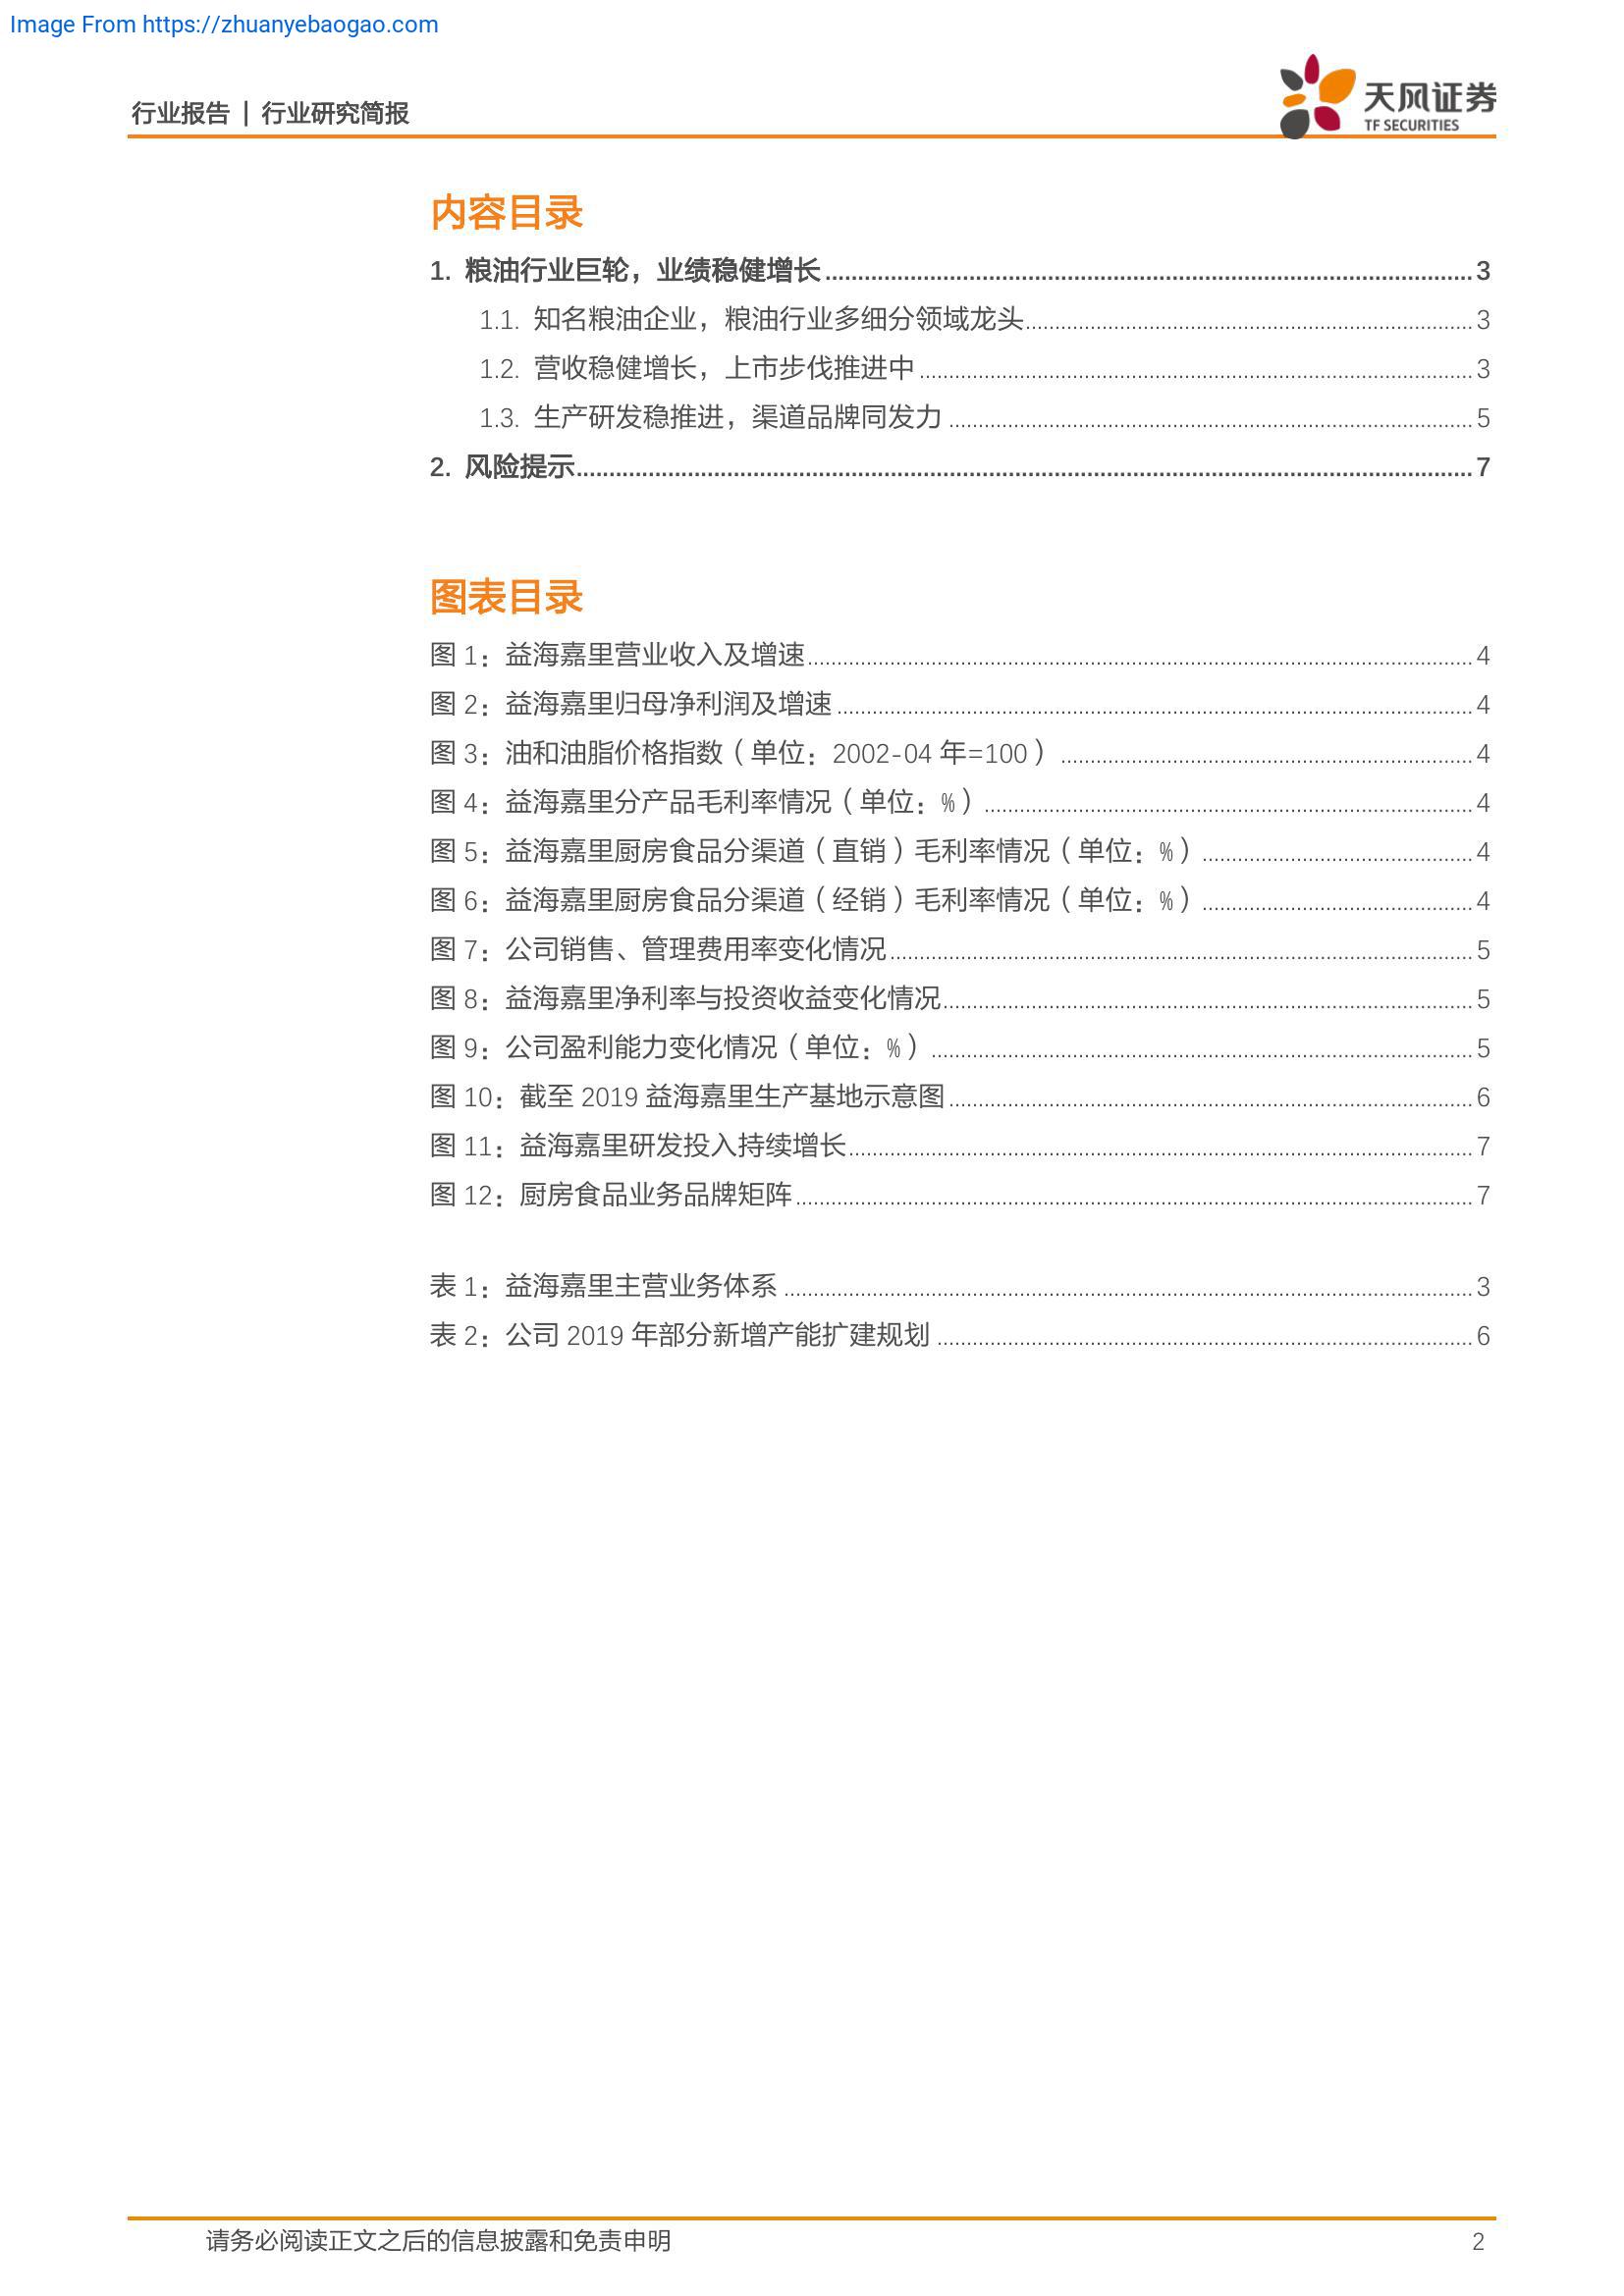 Image From https://zhuanyebaogao.com
行业报告 | 行业研究简报
天风证券
TF SECURITIES
内容目录
1. 粮油行业巨轮，业绩稳健增长 3
1.1. 知名粮油企业，粮油行业多细分领域龙头 3
1.2. 营收稳健增长，上市步伐推进中 3
1.3. 生产研发稳推进，渠道品牌同发力 5
2. 风险提示 7
图表目录
图 1：益海嘉里营业收入及增速 4
图 2：益海嘉里归母净利润及增速 4
图 3：油和油脂价格指数（单位：2002-04 年=100） 4
图 4：益海嘉里分产品毛利率情况（单位：%） 4
图 5：益海嘉里厨房食品分渠道（直销）毛利率情况（单位：%） 4
图 6：益海嘉里厨房食品分渠道（经销）毛利率情况（单位：%） 4
图 7：公司销售、管理费用率变化情况 5
图 8：益海嘉里净利率与投资收益变化情况 5
图 9：公司盈利能力变化情况（单位：%） 5
图 10：截至 2019 益海嘉里生产基地示意图 6
图 11：益海嘉里研发投入持续增长 7
图 12：厨房食品业务品牌矩阵 7
表 1：益海嘉里主营业务体系 3
表 2：公司 2019 年部分新增产能扩建规划 6
请务必阅读正文之后的信息披露和免责申明 2